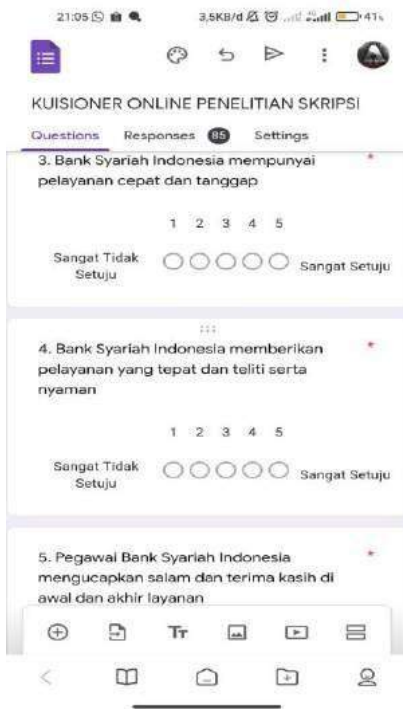 21:05
3,5KB/d
41%
KUISIONER ONLINE PENELITIAN SKRIPSI
Questions Responses 85 Settings
3. Bank Syariah Indonesia mempunyai *
pelayanan cepat dan tanggap
1 2 3 4 5
Sangat Tidak
Setuju
Sangat Setuju
4. Bank Syariah Indonesia memberikan *
pelayanan yang tepat dan teliti serta
nyaman
1 2 3 4 5
Sangat Tidak
Setuju
Sangat Setuju
5. Pegawai Bank Syariah Indonesia *
mengucapkan salam dan terima kasih di
awal dan akhir layanan
Tт